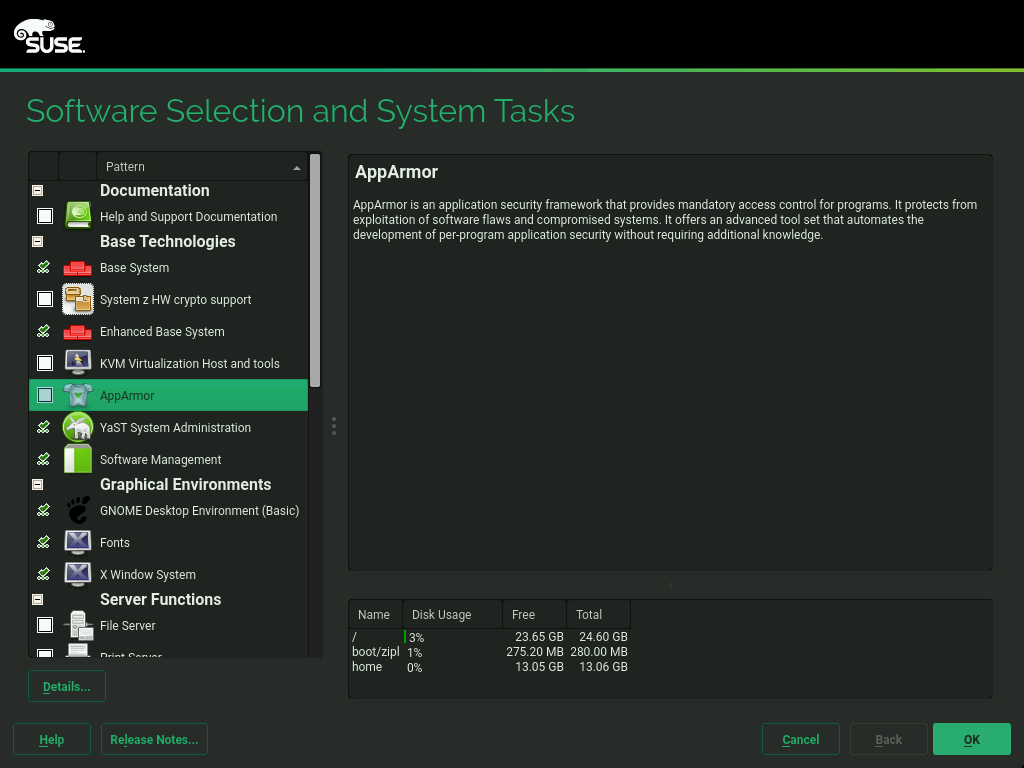 SUSE.
Software Selection and System Tasks
Pattern
Documentation
Help and Support Documentation
Base Technologies
Base System
System z HW crypto support
Enhanced Base System
KVM Virtualization Host and tools
AppArmor
YaST System Administration
Software Management
Graphical Environments
GNOME Desktop Environment (Basic)
Fonts
X Window System
Server Functions
File Server
Print Server
Details...
AppArmor
AppArmor is an application security framework that provides mandatory access control for programs. It protects from
exploitation of software flaws and compromised systems. It offers an advanced tool set that automates the
development of per-program application security without requiring additional knowledge.
Name Disk Usage Free Total
/ 3% 23.65 GB 24.60 GB
boot/zipl 1% 275.20 MB 280.00 MB
home 0% 13.05 GB 13.06 GB
Help Release Notes... Cancel Back OK